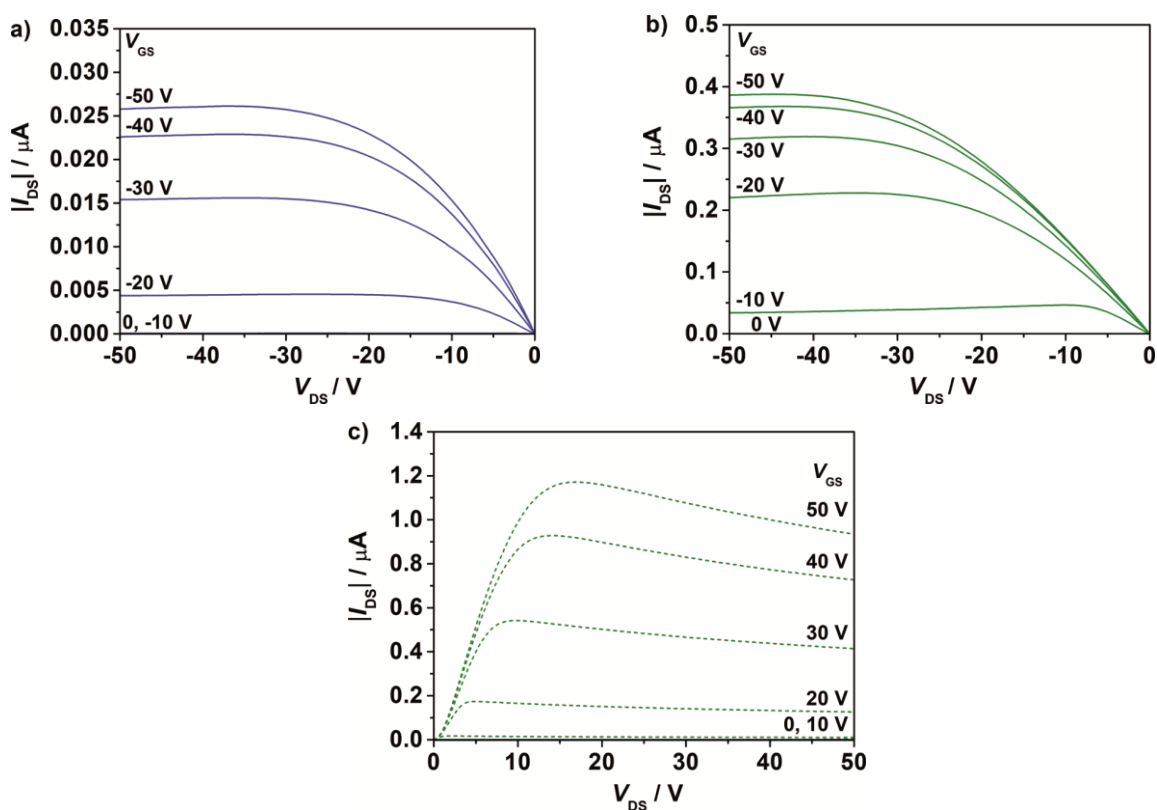 a)
0.035
0.030
0.025
0.020
0.015
0.010
0.005
0.000
|I_DS| / μA
V_GS
-50 V
-40 V
-30 V
-20 V
0, -10 V
-50 -40 -30 -20 -10 0
V_DS / V
b)
0.5
0.4
0.3
0.2
0.1
0.0
|I_DS| / μA
V_GS
-50 V
-40 V
-30 V
-20 V
-10 V
0 V
-50 -40 -30 -20 -10 0
V_DS / V
c)
1.4
1.2
1.0
0.8
0.6
0.4
0.2
0.0
|I_DS| / μA
V_GS
50 V
40 V
30 V
20 V
0, 10 V
0 10 20 30 40 50
V_DS / V